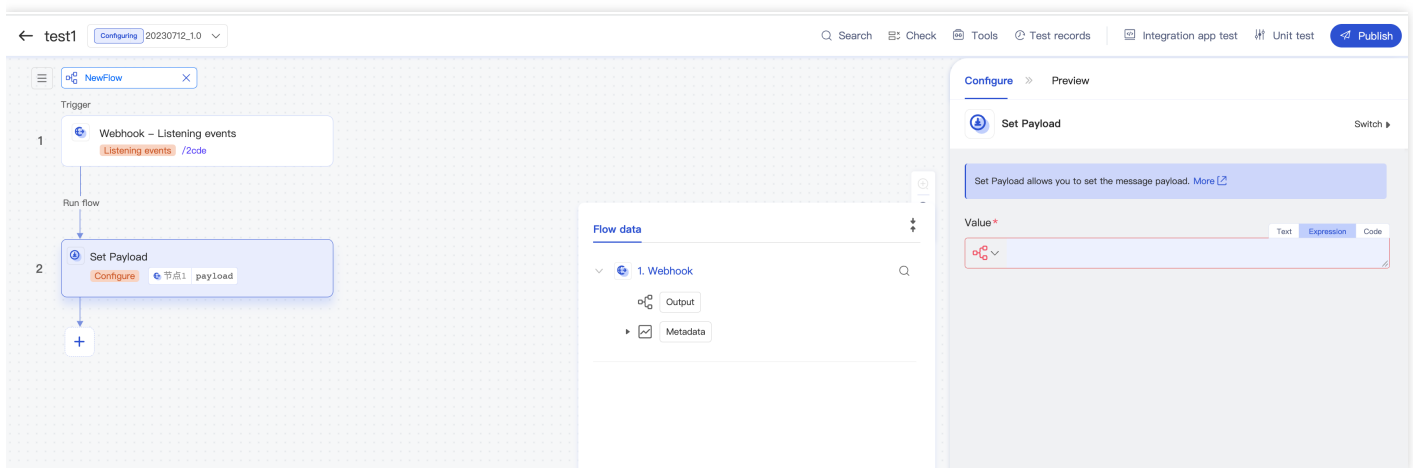 test1 Configuring 20230712_1.0 Search Check Tools Test records Integration app test Unit test Publish
NewFlow
Trigger
1
Webhook – Listening events
Listening events /2cde
Run flow
2
Set Payload
Configure 节点1 payload
Flow data
1. Webhook
Output
Metadata
Configure Preview
Set Payload Switch
Set Payload allows you to set the message payload. More
Value*
Text Expression Code